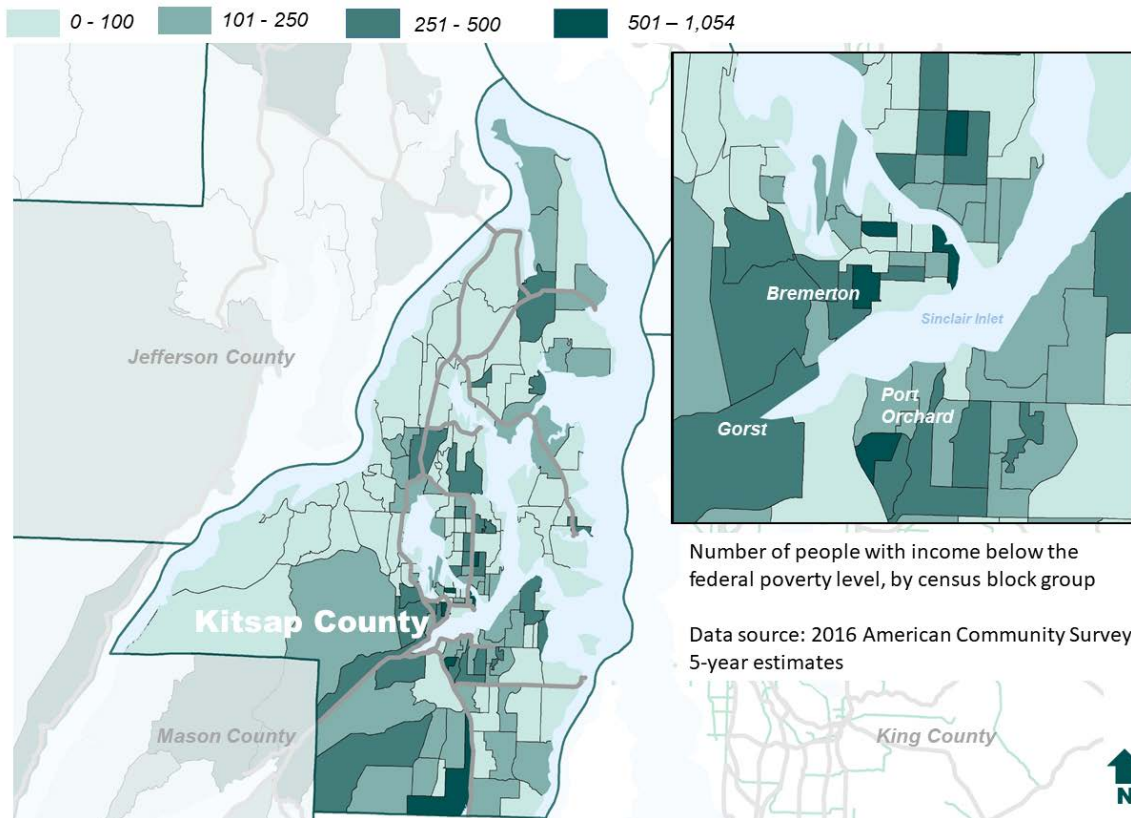 0 - 100 101 - 250 251 - 500 501 – 1,054
Jefferson County
Bremerton
Sinclair Inlet
Port
Orchard
Gorst
Number of people with income below the
federal poverty level, by census block group
Kitsap County
Data source: 2016 American Community Survey
5-year estimates
Mason County
King County
N